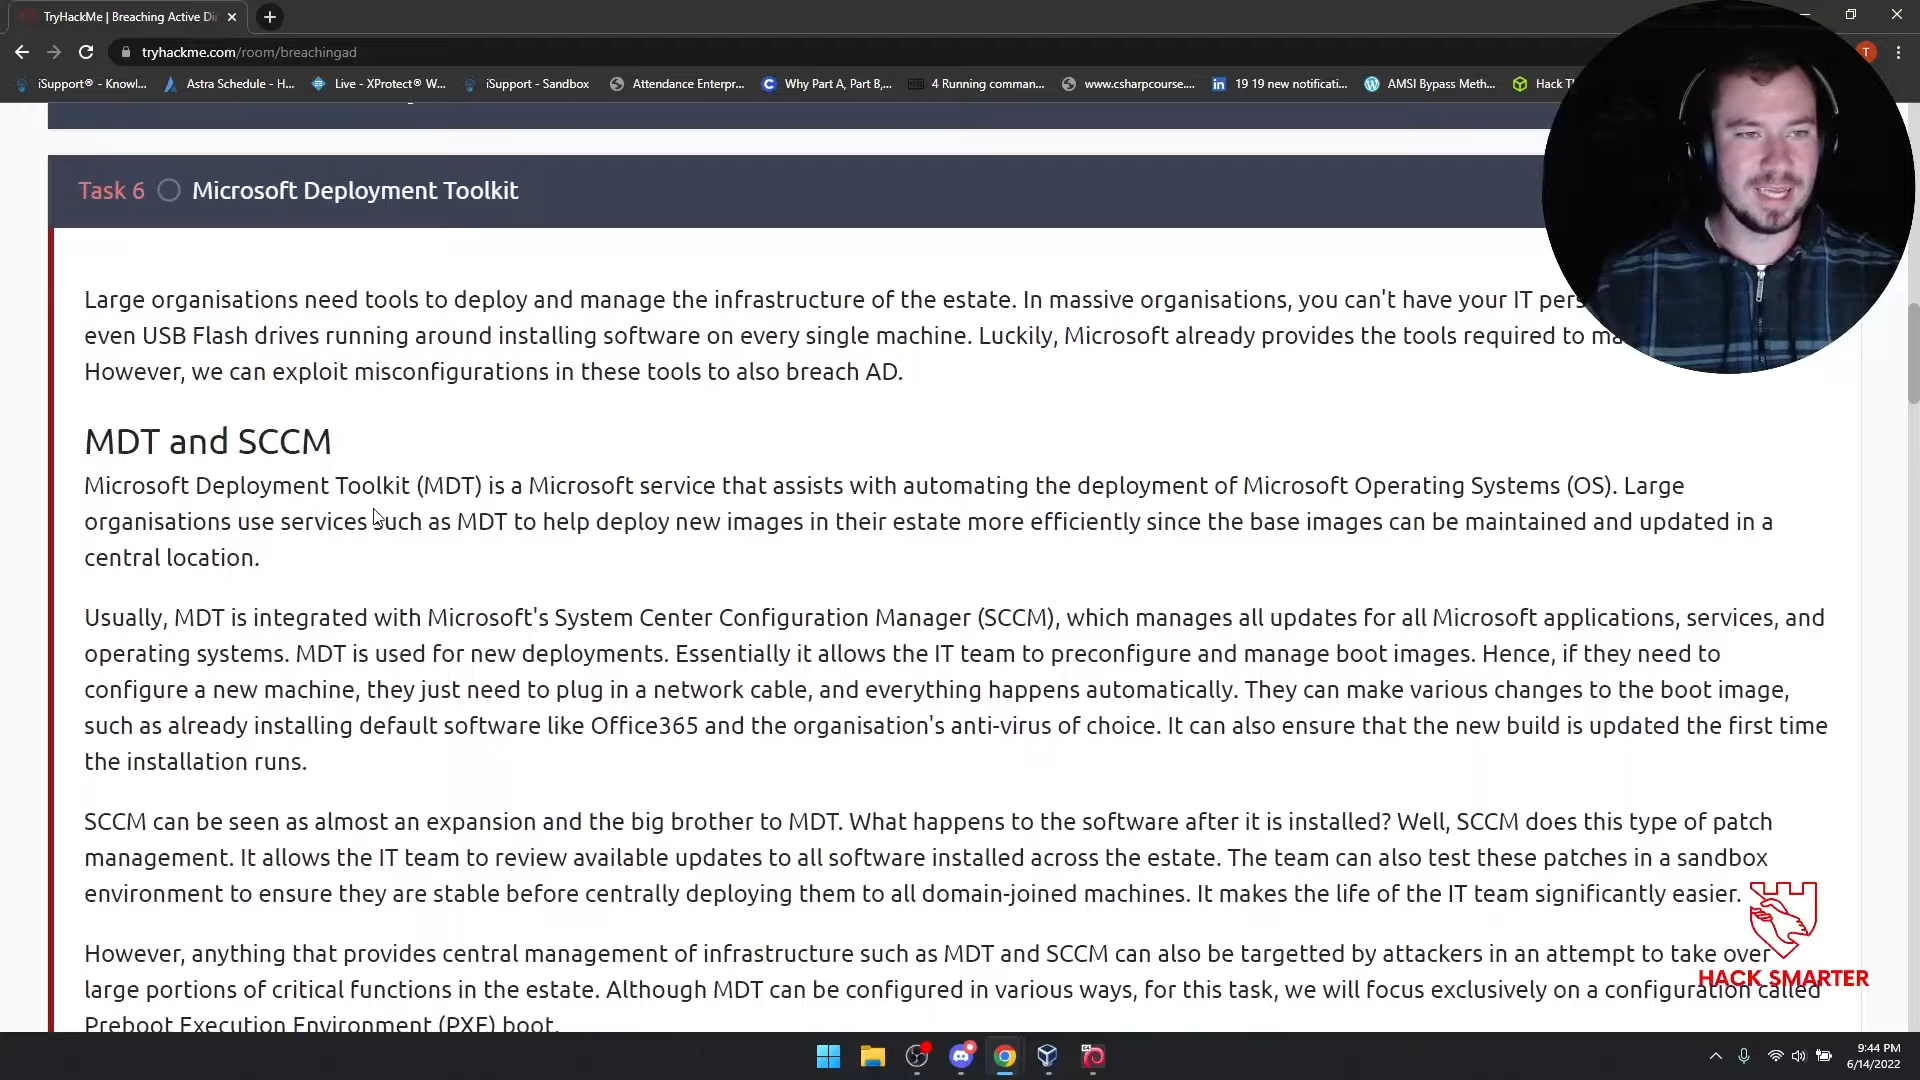 TryHackMe | Breaching Active Di
tryhackme.com/room/breachingad
T
iSupport® - Knowl...
Astra Schedule - H...
Live - XProtect® W...
iSupport - Sandbox
Attendance Enterpr...
Why Part A, Part B,...
4 Running comman...
www.csharpcourse....
19 19 new notificati...
AMSI Bypass Meth...
Hack T
Task 6 Microsoft Deployment Toolkit
Large organisations need tools to deploy and manage the infrastructure of the estate. In massive organisations, you can't have your IT pers
even USB Flash drives running around installing software on every single machine. Luckily, Microsoft already provides the tools required to ma
However, we can exploit misconfigurations in these tools to also breach AD.
MDT and SCCM
Microsoft Deployment Toolkit (MDT) is a Microsoft service that assists with automating the deployment of Microsoft Operating Systems (OS). Large
organisations use services such as MDT to help deploy new images in their estate more efficiently since the base images can be maintained and updated in a
central location.
Usually, MDT is integrated with Microsoft's System Center Configuration Manager (SCCM), which manages all updates for all Microsoft applications, services, and
operating systems. MDT is used for new deployments. Essentially it allows the IT team to preconfigure and manage boot images. Hence, if they need to
configure a new machine, they just need to plug in a network cable, and everything happens automatically. They can make various changes to the boot image,
such as already installing default software like Office365 and the organisation's anti-virus of choice. It can also ensure that the new build is updated the first time
the installation runs.
SCCM can be seen as almost an expansion and the big brother to MDT. What happens to the software after it is installed? Well, SCCM does this type of patch
management. It allows the IT team to review available updates to all software installed across the estate. The team can also test these patches in a sandbox
environment to ensure they are stable before centrally deploying them to all domain-joined machines. It makes the life of the IT team significantly easier.
However, anything that provides central management of infrastructure such as MDT and SCCM can also be targetted by attackers in an attempt to take over
large portions of critical functions in the estate. Although MDT can be configured in various ways, for this task, we will focus exclusively on a configuration called
Preboot Execution Environment (PXE) boot.
HACK SMARTER
9:44 PM
6/14/2022